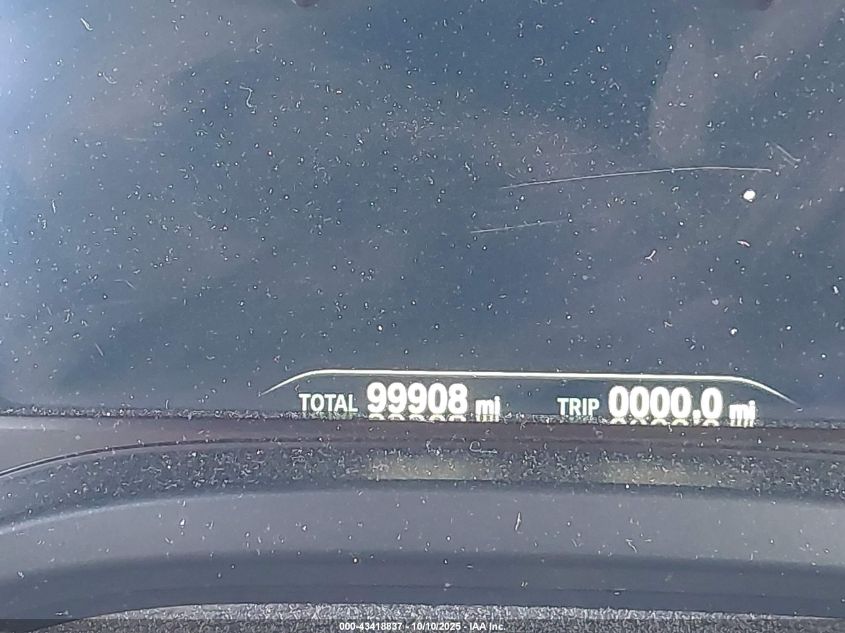 TOTAL 99908 mi TRIP 0000.0 mi
000-43418837 - 10/10/2025 - IAA Inc.